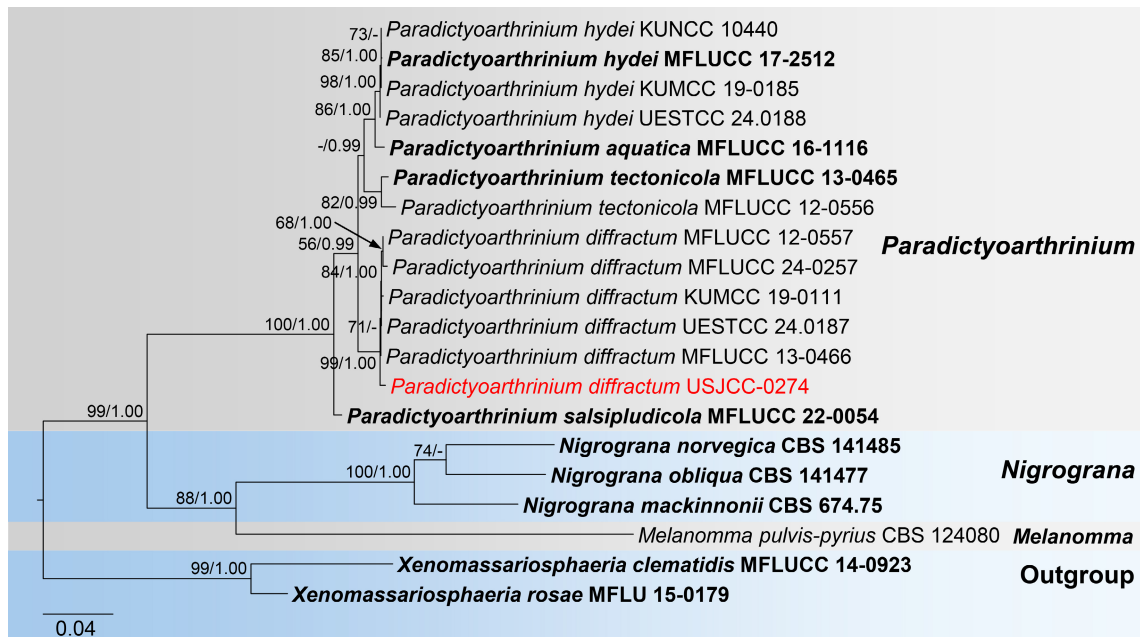 73/-
Paradictyoarthrinium hydei KUNCC 10440
85/1.00
Paradictyoarthrinium hydei MFLUCC 17-2512
98/1.00
Paradictyoarthrinium hydei KUMCC 19-0185
86/1.00
Paradictyoarthrinium hydei UESTCC 24.0188
-/0.99
Paradictyoarthrinium aquatica MFLUCC 16-1116
Paradictyoarthrinium tectonicola MFLUCC 13-0465
82/0.99
Paradictyoarthrinium tectonicola MFLUCC 12-0556
68/1.00
Paradictyoarthrinium diffractum MFLUCC 12-0557
56/0.99
Paradictyoarthrinium
84/1.00
Paradictyoarthrinium diffractum MFLUCC 24-0257
Paradictyoarthrinium diffractum KUMCC 19-0111
100/1.00
71/-
Paradictyoarthrinium diffractum UESTCC 24.0187
99/1.00
Paradictyoarthrinium diffractum MFLUCC 13-0466
Paradictyoarthrinium diffractum USJCC-0274
99/1.00
Paradictyoarthrinium salsipludicola MFLUCC 22-0054
74/-
Nigrograna norvegica CBS 141485
100/1.00
Nigrograna obliqua CBS 141477
Nigrograna
88/1.00
Nigrograna mackinnonii CBS 674.75
Melanomma pulvis-pyrius CBS 124080
Melanomma
99/1.00
Xenomassariosphaeria clematidis MFLUCC 14-0923
Outgroup
Xenomassariosphaeria rosae MFLU 15-0179
0.04